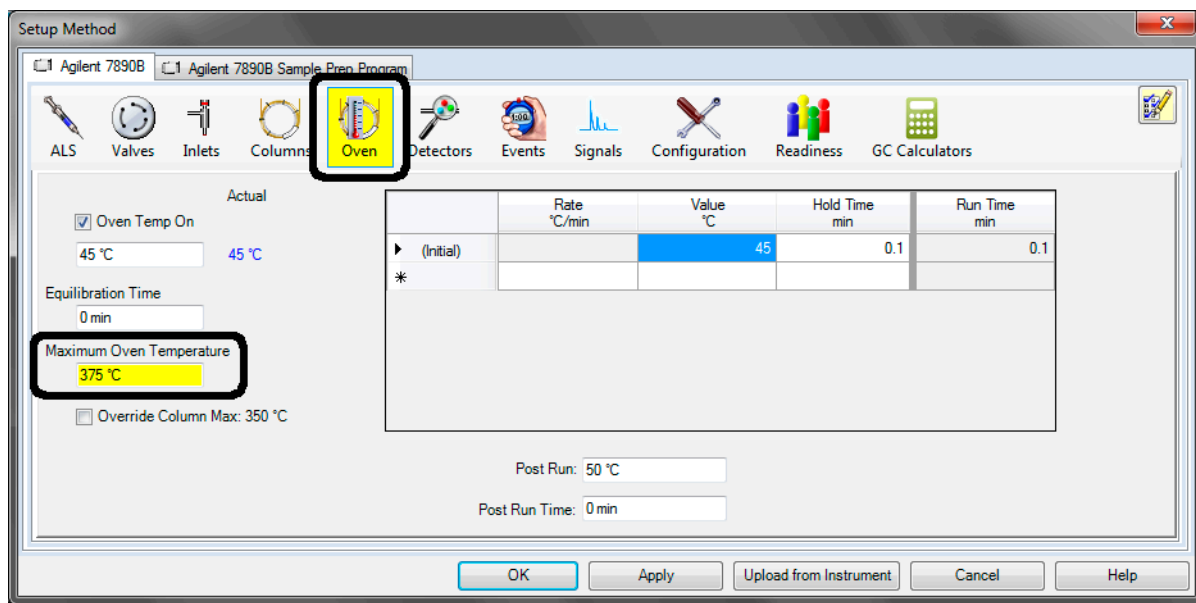 Setup Method
Agilent 7890B Agilent 7890B Sample Prep Program
ALS Valves Inlets Columns Oven Detectors Events Signals Configuration Readiness GC Calculators
Actual
Oven Temp On
45 °C 45 °C
Equilibration Time
0 min
Maximum Oven Temperature
375 °C
Override Column Max: 350 °C
Rate °C/min Value °C Hold Time min Run Time min
(Initial) 45 0.1 0.1
Post Run: 50 °C
Post Run Time: 0 min
OK Apply Upload from Instrument Cancel Help